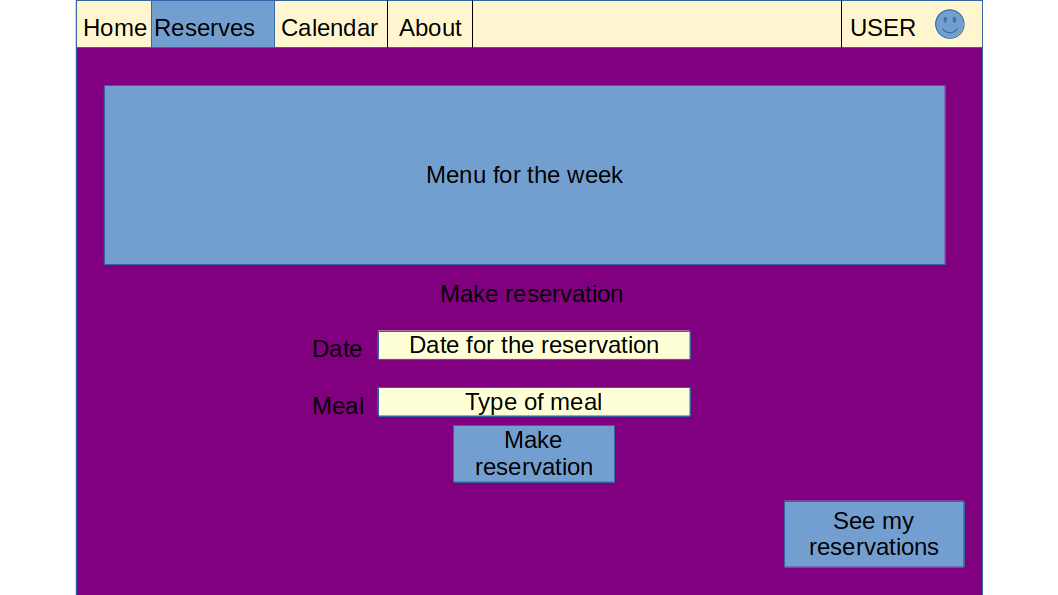 Home Reserves Calendar About USER
Menu for the week
Make reservation
Date Date for the reservation
Meal Type of meal
Make
reservation
See my
reservations